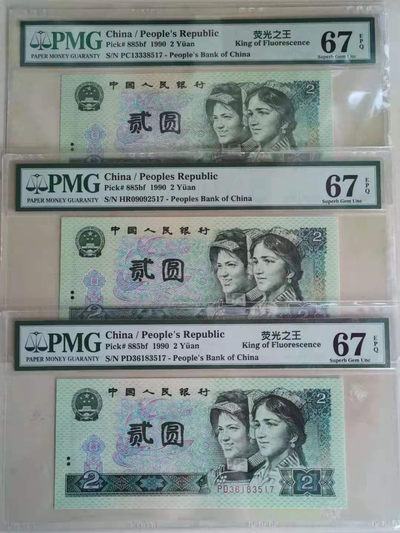 PMG
PAPER MONEY GUARANTY
China / People's Republic
Pick# 885bf 1990 2 Yüan
S/N PC13338517 - People's Bank of China
荧光之王
King of Fluorescence
67 EPQ
Superb Gem Unc
中国人民银行
贰圆
2
PMG
PAPER MONEY GUARANTY
China / Peoples Republic
Pick# 885bf 1990 2 Yüan
S/N HR09092517 - Peoples Bank of China
67 EPQ
Superb Gem Unc
中国人民银行
贰圆
2
2
PMG
PAPER MONEY GUARANTY
China / People's Republic
Pick# 885bf 1990 2 Yüan
S/N PD36183517 - People's Bank of China
荧光之王
King of Fluorescence
67 EPQ
Superb Gem Unc
中国人民银行
2
贰圆
2
PD36183517
2